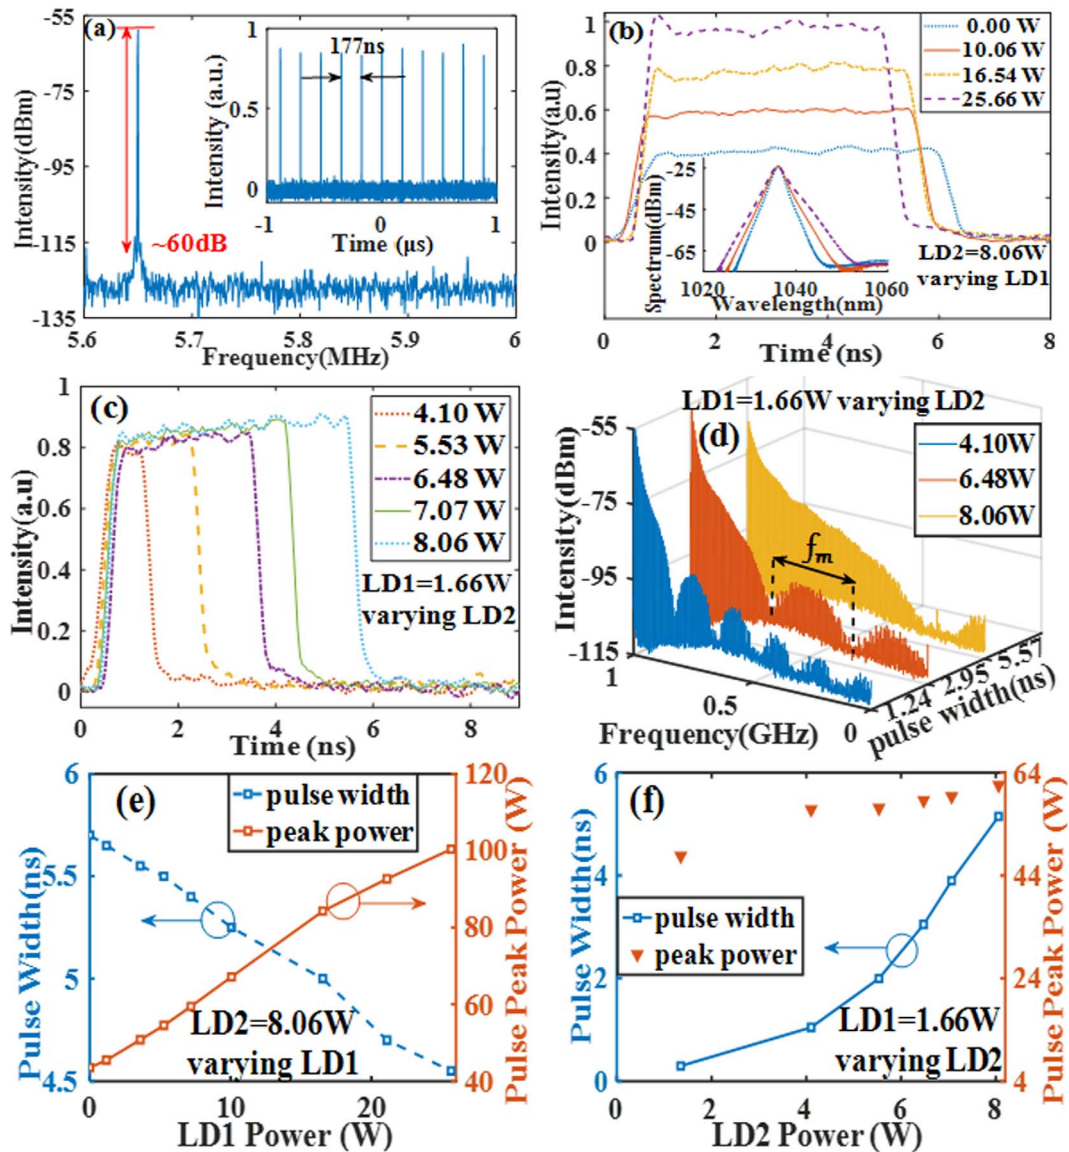 (a)
-55
-75
-95
-115
-135
Intensity(dBm)
~60dB
5.6
5.7
5.8
5.9
6
Frequency(MHz)
177ns
1
0.5
0
Intensity (a.u.)
-1
0
1
Time (μs)
(b)
1
0.8
0.6
0.4
0.2
0
Intensity(a.u)
0.00 W
10.06 W
16.54 W
25.66 W
-25
-45
-65
Spectrum(dBm)
1020
1040
1060
Wavelength(nm)
LD2=8.06W
varying LD1
0
2
4
6
8
Time (ns)
(c)
1
0.8
0.6
0.4
0.2
0
Intensity(a.u)
4.10 W
5.53 W
6.48 W
7.07 W
8.06 W
LD1=1.66W
varying LD2
0
2
4
6
8
Time (ns)
LD1=1.66W varying LD2
(d)
-55
-75
-95
-115
Intensity(dBm)
4.10W
6.48W
8.06W
fm
1
0.5
0
Frequency(GHz)
1.24
2.95
5.57
pulse width(ns)
(e)
6
5.5
5
4.5
Pulse Width(ns)
pulse width
peak power
120
100
80
60
40
Pulse Peak Power (W)
LD2=8.06W
varying LD1
0
10
20
LD1 Power (W)
(f)
6
4
2
0
Pulse Width(ns)
pulse width
peak power
64
44
24
4
Pulse Peak Power (W)
LD1=1.66W
varying LD2
0
2
4
6
8
LD2 Power (W)